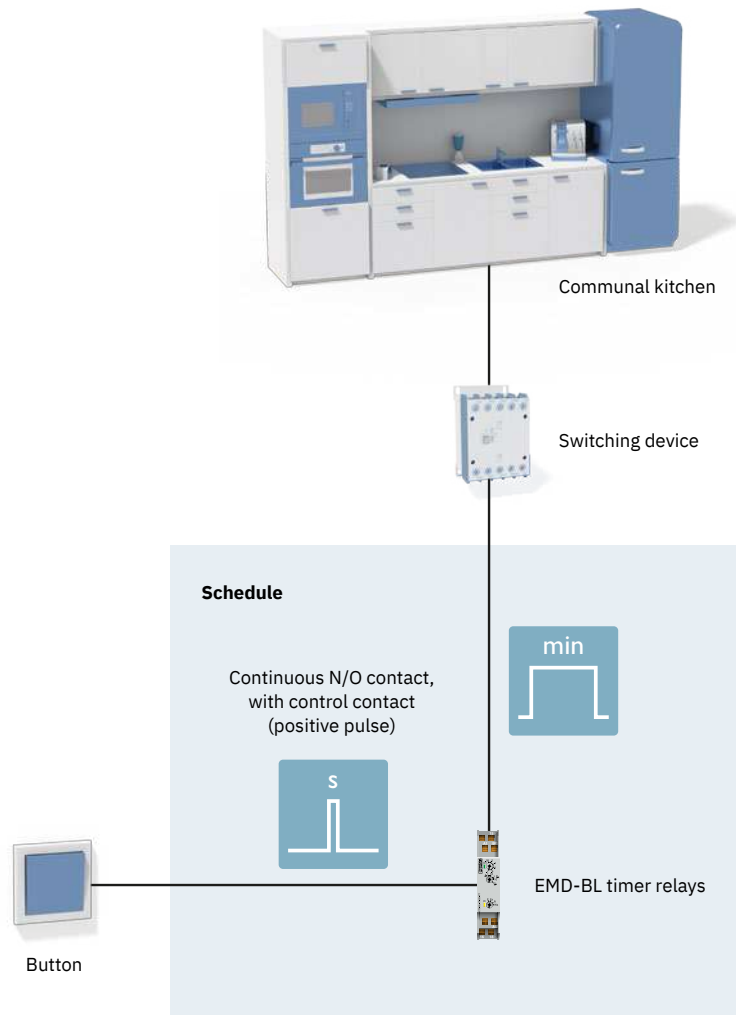 Communal kitchen
Switching device
Schedule
min
Continuous N/O contact,
with control contact
(positive pulse)
s
EMD-BL timer relays
Button